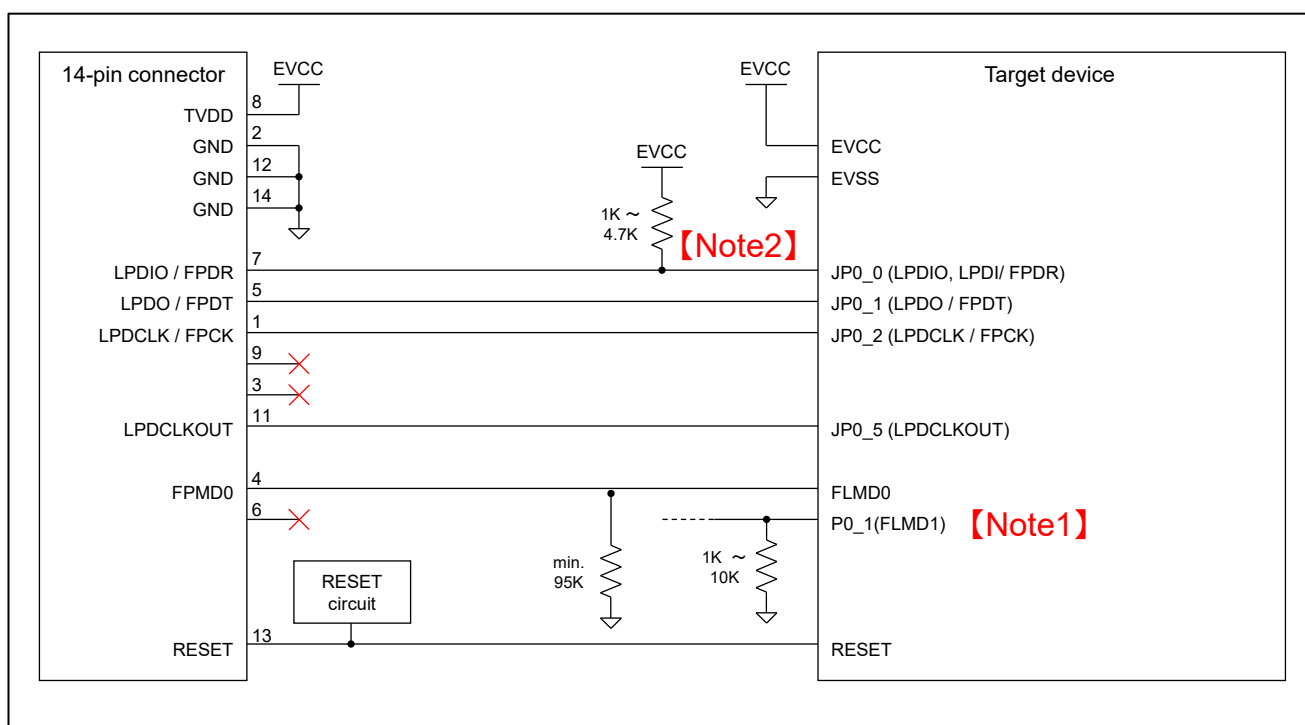 14-pin connector
EVCC
EVCC
Target device
TVDD
8
GND
2
GND
12
GND
14
EVCC
EVCC
EVSS
1K ～
4.7K
【Note2】
LPDIO / FPDR
7
JP0_0 (LPDIO, LPDI/ FPDR)
LPDO / FPDT
5
JP0_1 (LPDO / FPDT)
LPDCLK / FPCK
1
JP0_2 (LPDCLK / FPCK)
9
3
LPDCLKOUT
11
JP0_5 (LPDCLKOUT)
FPMD0
4
FLMD0
6
P0_1(FLMD1)
【Note1】
min.
95K
1K ～
10K
RESET
circuit
RESET
13
RESET